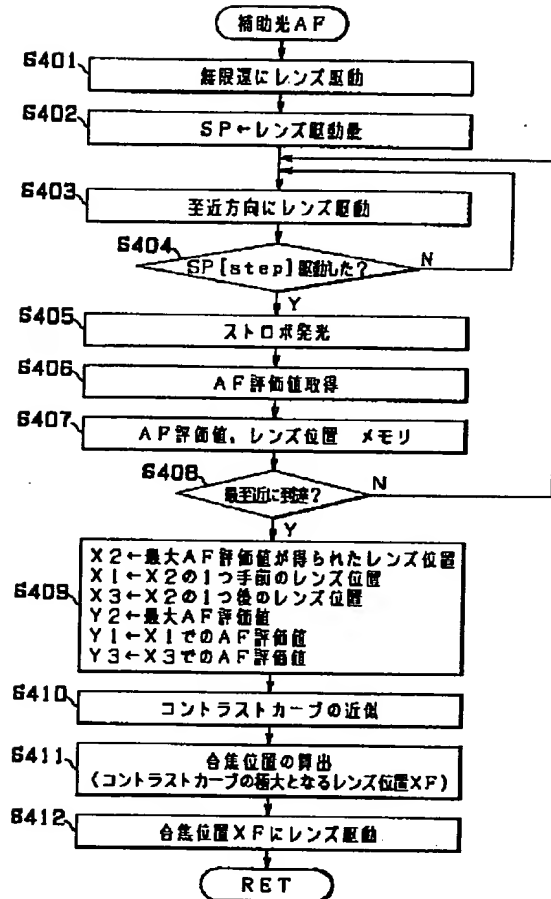 補助光AF
S401
無限遠にレンズ駆動
S402
SP←レンズ駆動量
S403
至近方向にレンズ駆動
S404
SP[step]駆動した?
N
Y
S405
ストロボ発光
S406
AF評価値取得
S407
AF評価値,レンズ位置 メモリ
S408
最至近に到達?
N
Y
S409
X2←最大AF評価値が得られたレンズ位置
X1←X2の1つ手前のレンズ位置
X3←X2の1つ後のレンズ位置
Y2←最大AF評価値
Y1←X1でのAF評価値
Y3←X3でのAF評価値
S410
コントラストカーブの近似
S411
合焦位置の算出
(コントラストカーブの極大となるレンズ位置XF)
S412
合焦位置XFにレンズ駆動
RET